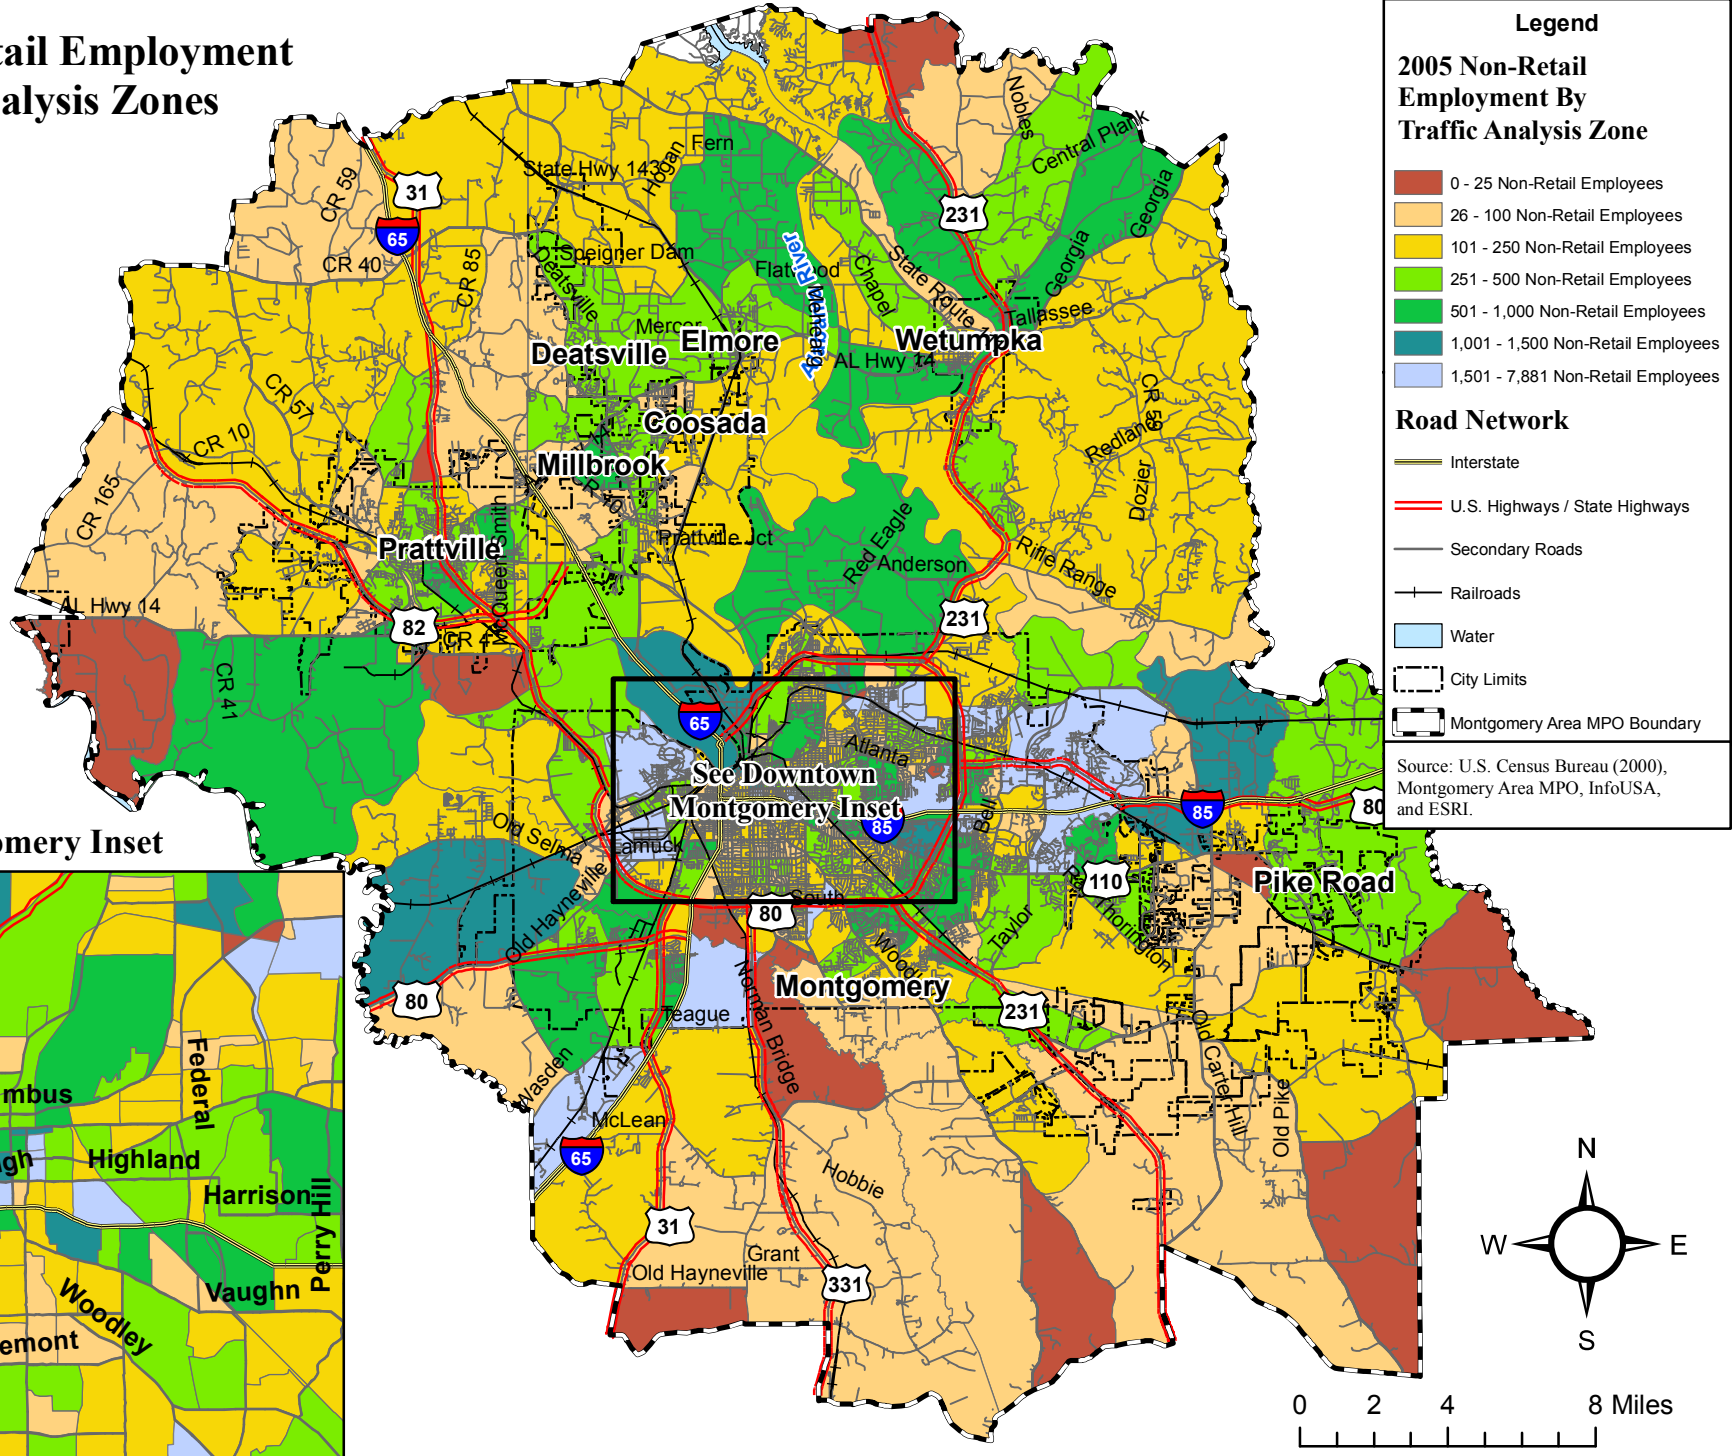 tail Employment
alysis Zones
Legend
2005 Non-Retail
Employment By
Traffic Analysis Zone
0 - 25 Non-Retail Employees
26 - 100 Non-Retail Employees
101 - 250 Non-Retail Employees
251 - 500 Non-Retail Employees
501 - 1,000 Non-Retail Employees
1,001 - 1,500 Non-Retail Employees
1,501 - 7,881 Non-Retail Employees
Road Network
Interstate
U.S. Highways / State Highways
Secondary Roads
Railroads
Water
City Limits
Montgomery Area MPO Boundary
Source: U.S. Census Bureau (2000),
Montgomery Area MPO, InfoUSA,
and ESRI.
Nobles
Central Plank
Fern
Hogan
State Hwy 143
CR 59
31
65
231
Georgia
CR 40
CR 85
Speigner Dam
Deatsville
Flatwood
Chapel
State Route
Georgia
Tallassee
Mercer
Elmore
Deatsville
Wetumpka
AL Hwy 14
CR 57
CR 10
Coosada
Redland
Dozier
Millbrook
CR 165
McQueen Smith
Prattville
Prattville Jct
Red Eagle
Anderson
Rifle Range
AL Hwy 14
82
231
CR 4
CR 41
65
Atlanta
See Downtown
Montgomery Inset
85
Bell
85
80
Old Selma
Lamuck
110
Pike Road
Old Hayneville
80
South
Taylor
Thorington
Montgomery
80
Teague
Norman Bridge
231
Old Carter Hill
Old Pike
Wasden
McLean
65
Hobbie
31
Grant
Old Hayneville
331
omery Inset
Federal
mbus
gh
Highland
Harrison
Perry Hill
Vaughn
Woodley
emont
N
W E
S
0 2 4 8 Miles